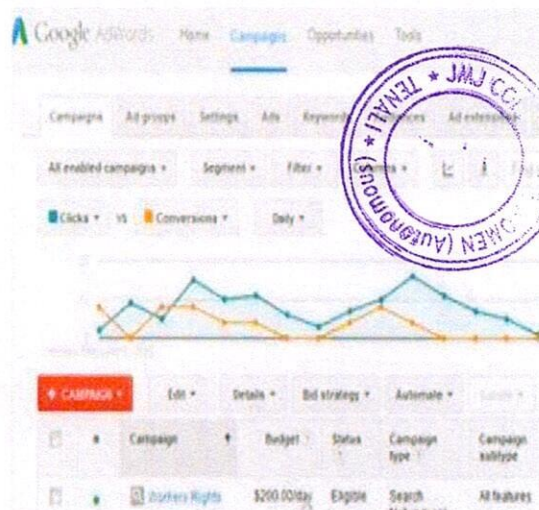 Google AdWords Home Campaigns Opportunities Tools
Campaigns Ad groups Settings Ads Keywords Ad extensions
All enabled campaigns Segment Filter
Clicks VS Conversions Daily
TENALI * JMJ
WOMEN (Autonomous) *
+ CAMPAIGN Edit Details Bid strategy Automate
Campaign Budget Status Campaign type Campaign subtype
Workers Rights $200.00/day Eligible Search All features